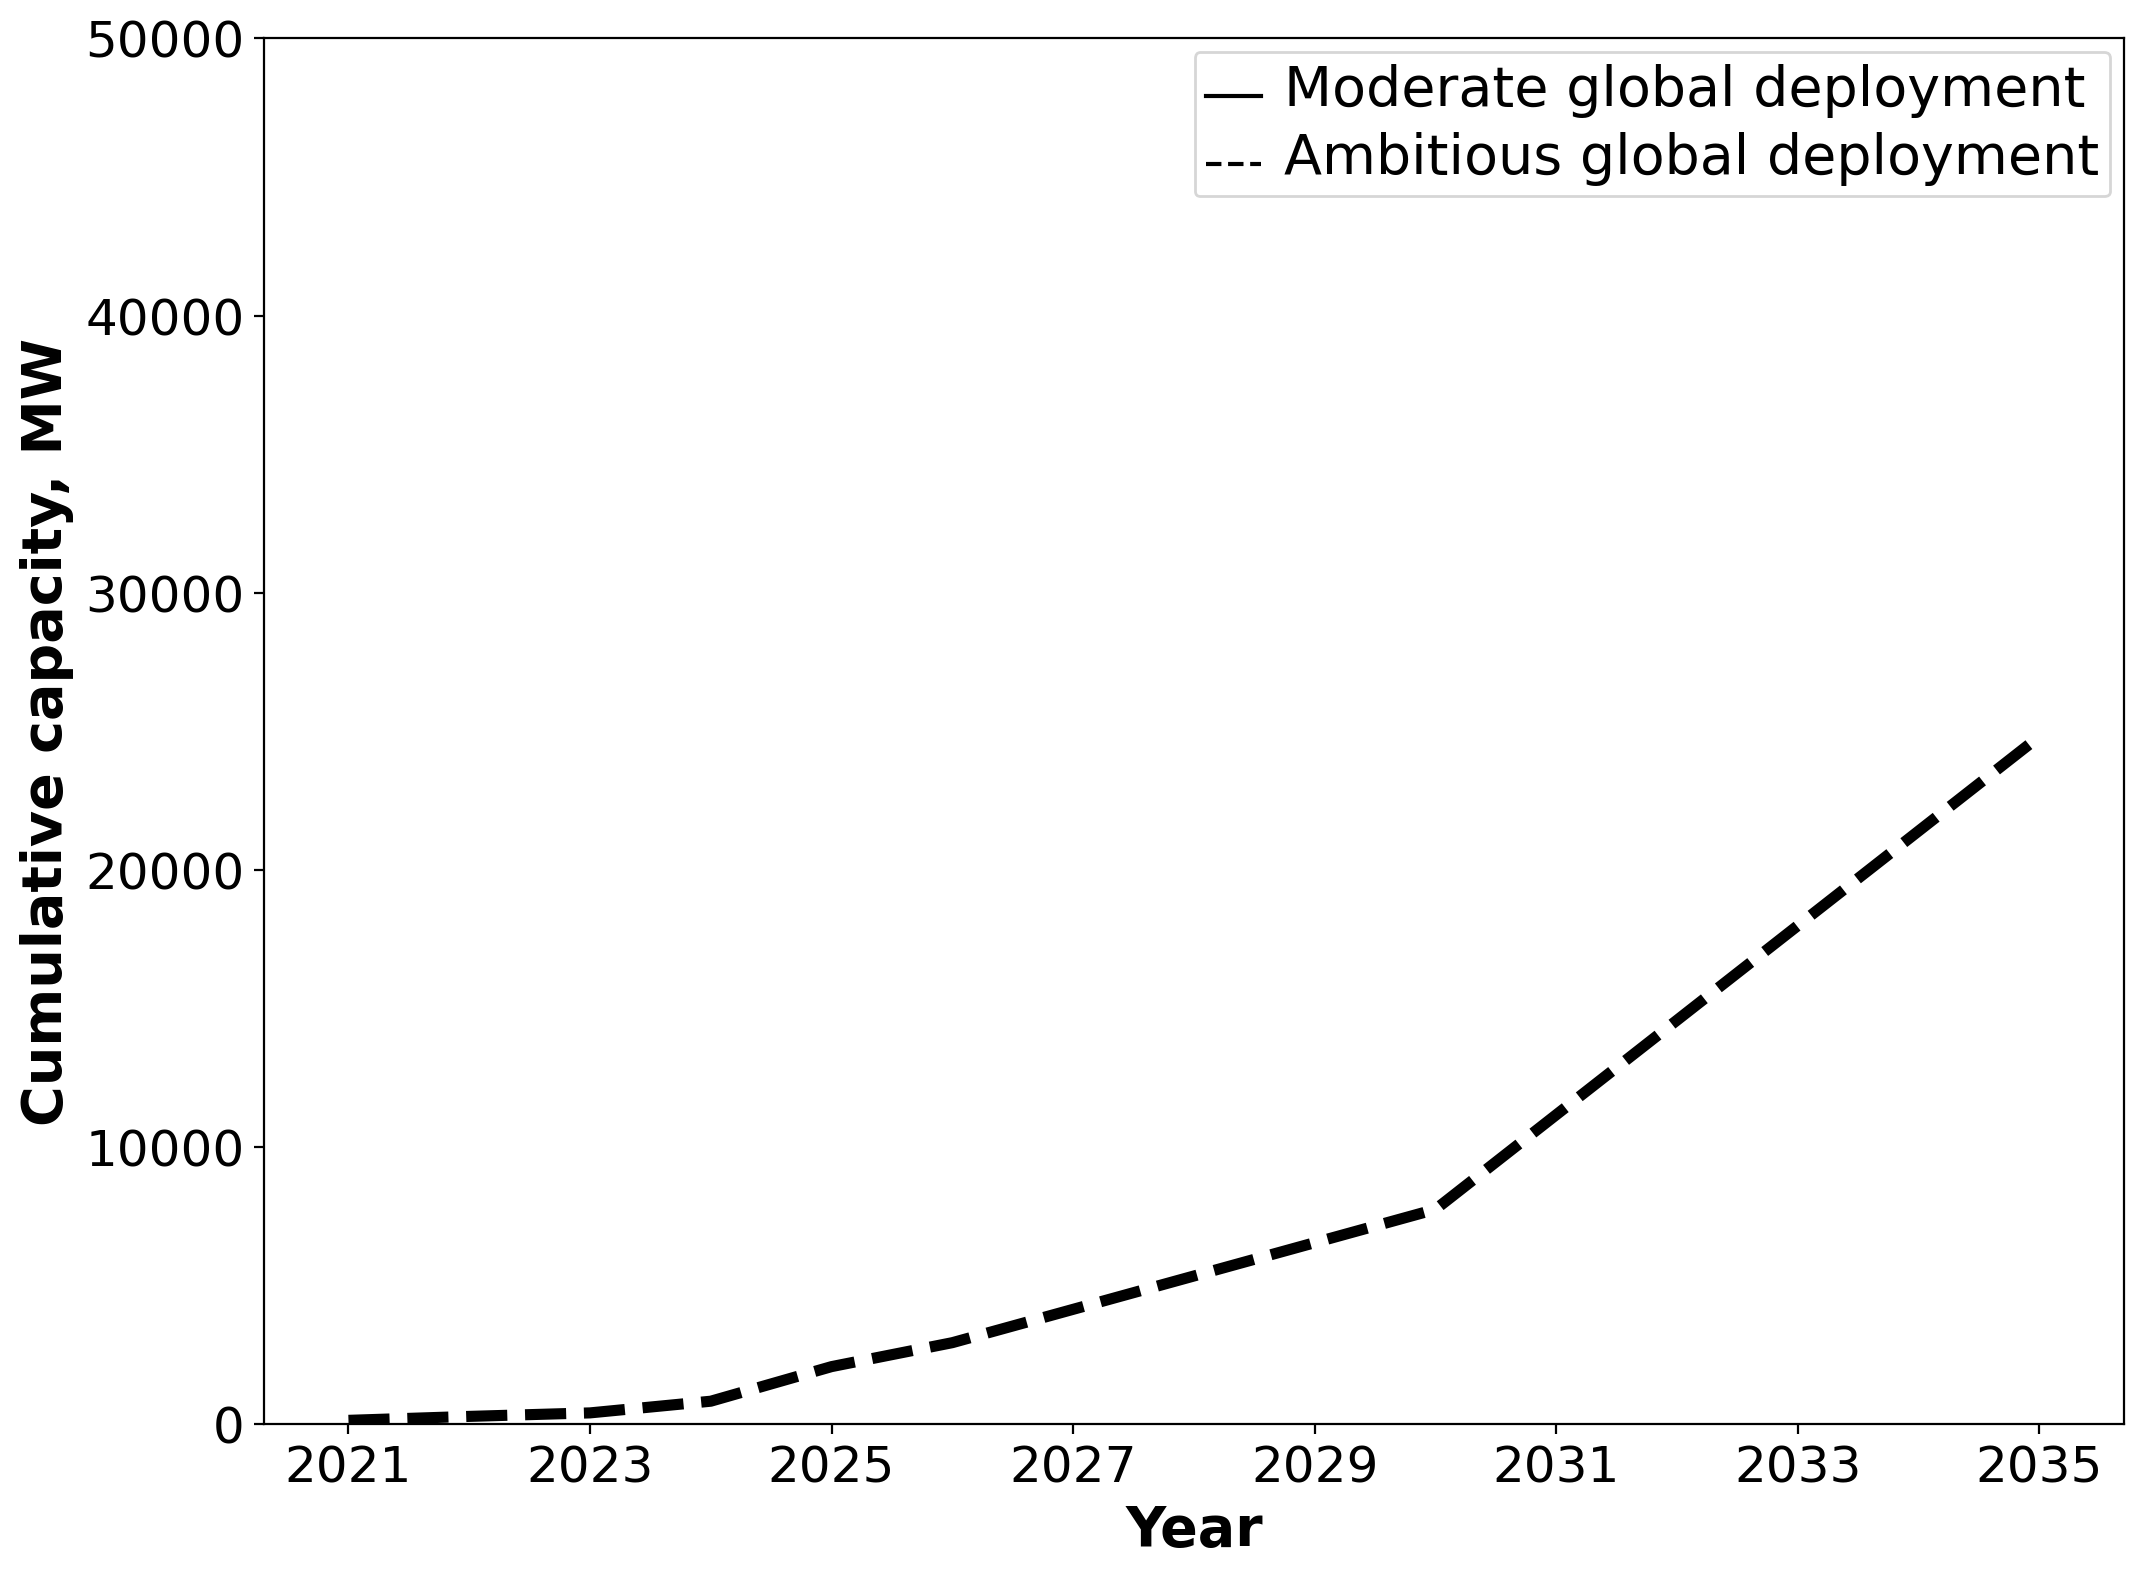 50000
40000
30000
20000
10000
0
Cumulative capacity, MW
Moderate global deployment
Ambitious global deployment
2021 2023 2025 2027 2029 2031 2033 2035
Year